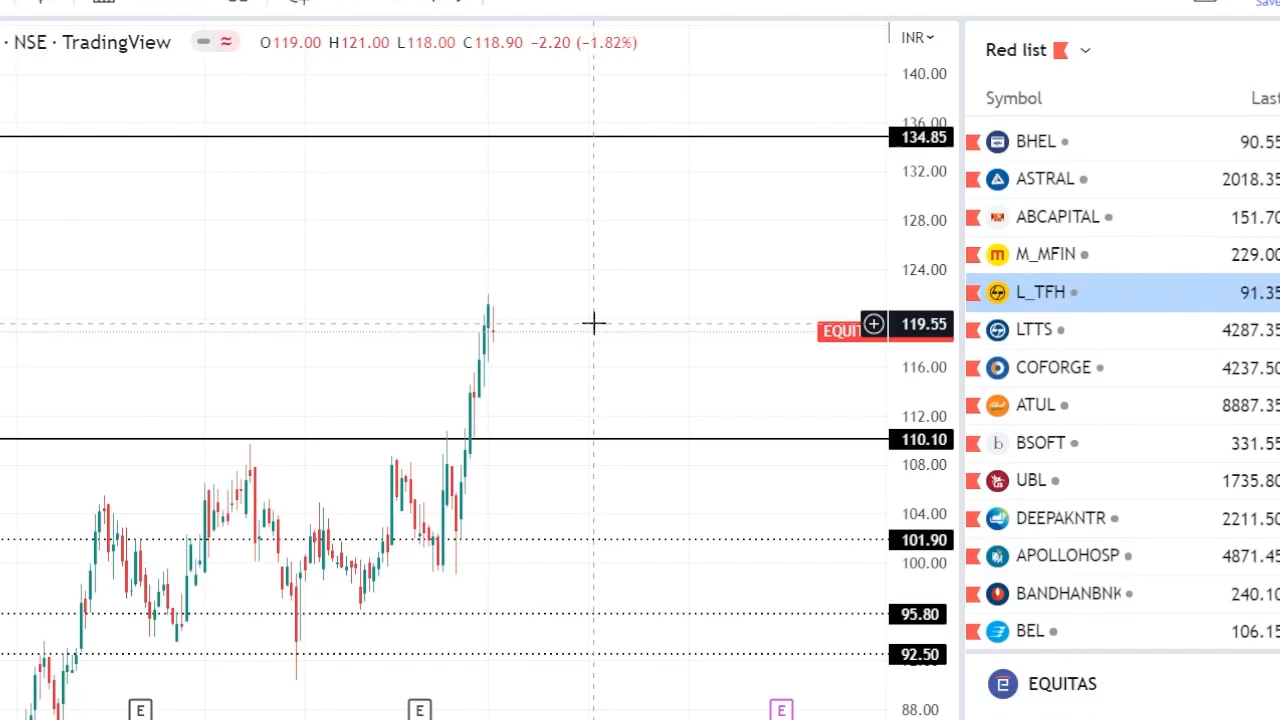 · NSE · TradingView O119.00 H121.00 L118.00 C118.90 −2.20 (−1.82%)
INR
140.00
136.00
134.85
132.00
128.00
124.00
EQUIT
119.55
116.00
112.00
110.10
108.00
104.00
101.90
100.00
95.80
92.50
88.00
E
E
E
Red list
Symbol Last
BHEL 90.55
ASTRAL 2018.35
ABCAPITAL 151.70
M_MFIN 229.00
L_TFH 91.35
LTTS 4287.35
COFORGE 4237.50
ATUL 8887.35
BSOFT 331.55
UBL 1735.80
DEEPAKNTR 2211.50
APOLLOHOSP 4871.45
BANDHANBNK 240.10
BEL 106.15
EQUITAS